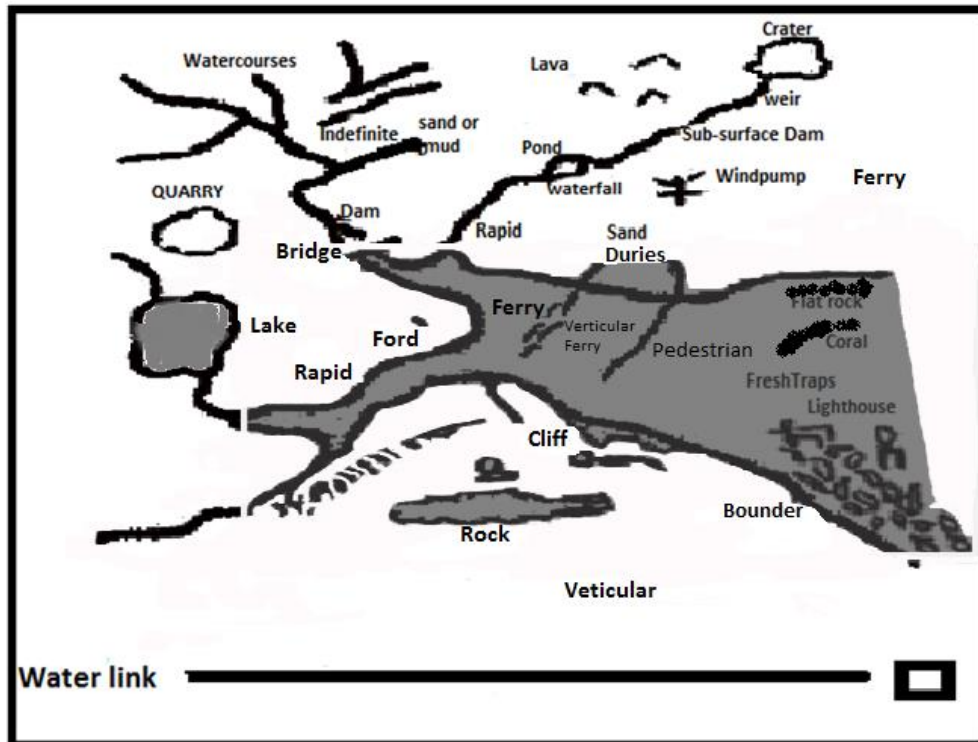 Crater
Watercourses
Lava
weir
Indefinite
sand or
mud
Sub-surface Dam
Pond
Windpump
Ferry
QUARRY
waterfall
Dam
Rapid
Sand
Duries
Bridge
Flat rock
Ferry
Lake
Ford
Verticular
Ferry
Coral
Pedestrian
Rapid
FreshTraps
Lighthouse
Cliff
Bounder
Rock
Veticular
Water link